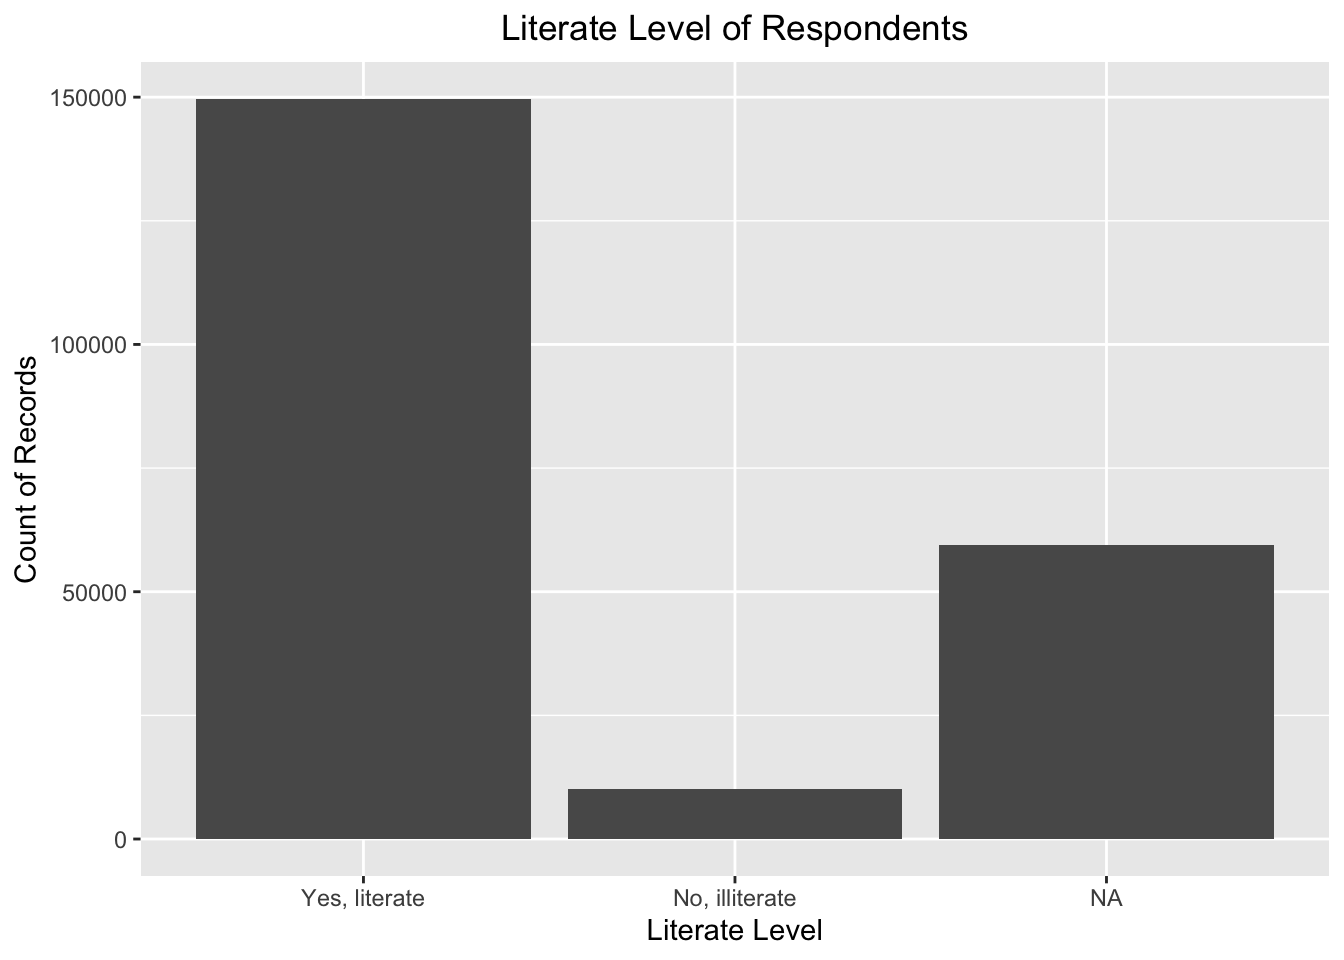 Literate Level of Respondents
150000
100000
50000
0
Count of Records
Yes, literate
No, illiterate
NA
Literate Level